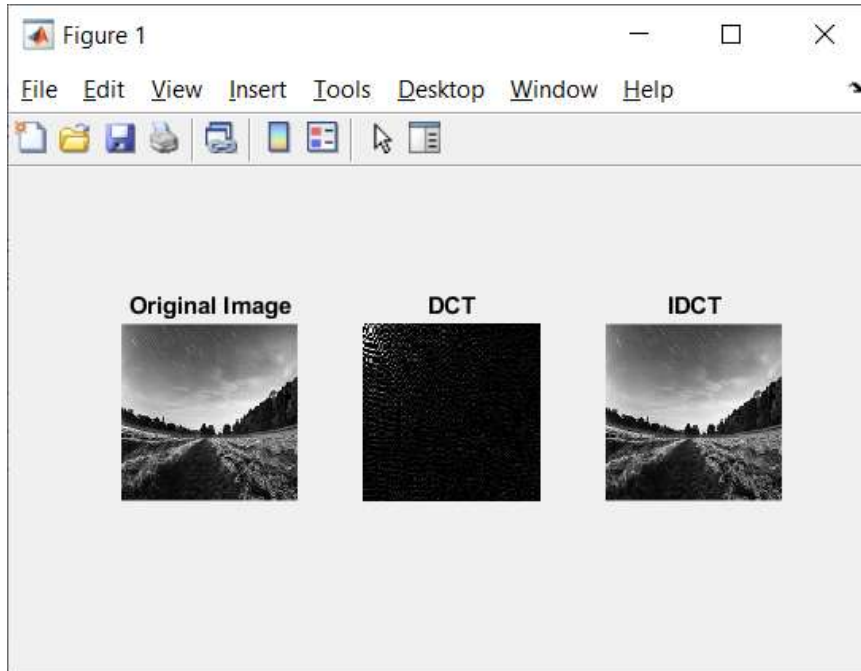 Figure 1
File Edit View Insert Tools Desktop Window Help
Original Image DCT IDCT